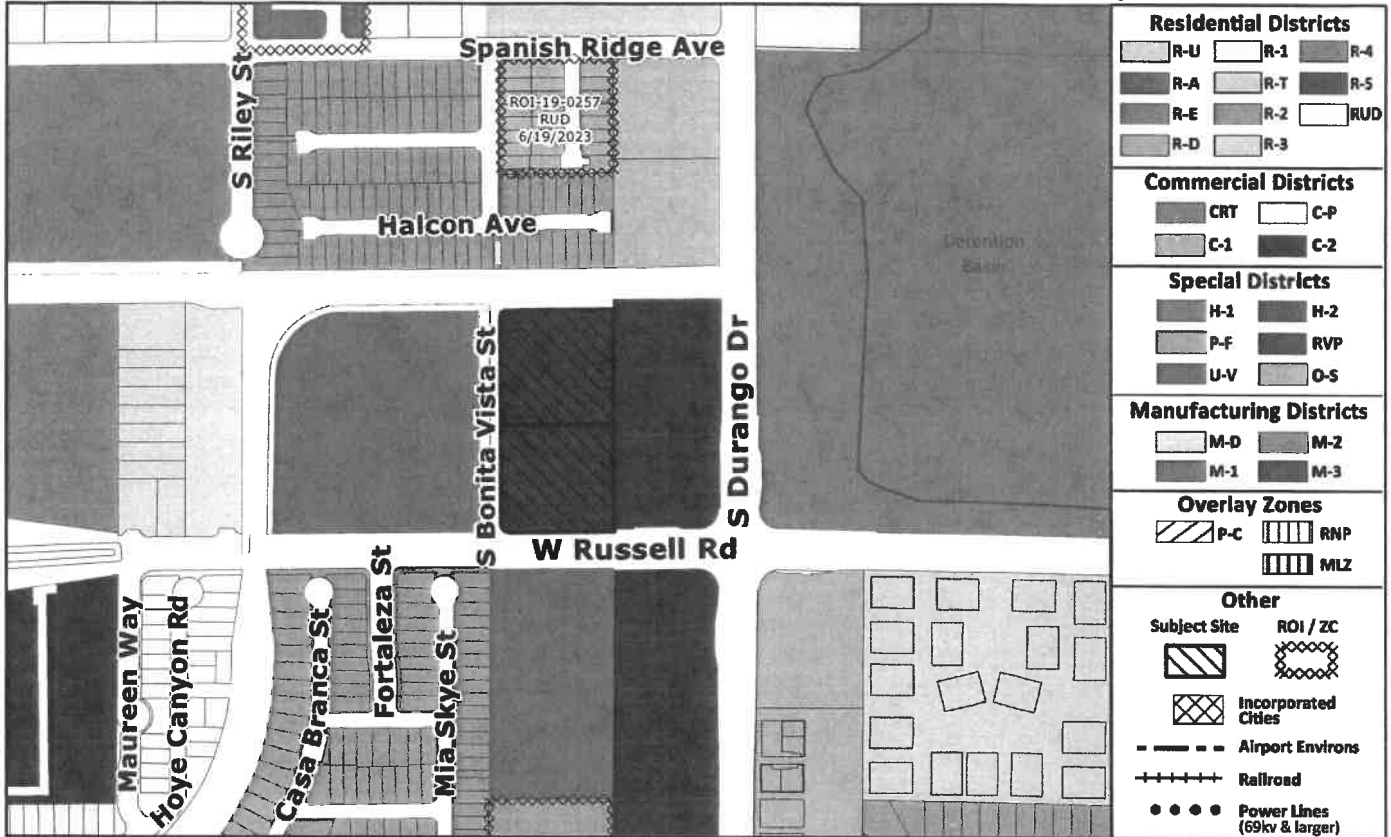 Spanish Ridge Ave
S Riley St
ROI-19-0257
RUD
6/19/2023
Halcon Ave
Detention
Basin
S Bonita Vista St
S Durango Dr
W Russell Rd
Maureen Way
Hoye Canyon Rd
Casa Branca St
Fortaleza St
Mia Skye St
Residential Districts
R-U R-1 R-4
R-A R-T R-5
R-E R-2 RUD
R-D R-3
Commercial Districts
CRT C-P
C-1 C-2
Special Districts
H-1 H-2
P-F RVP
U-V O-S
Manufacturing Districts
M-D M-2
M-1 M-3
Overlay Zones
P-C RNP
MLZ
Other
Subject Site ROI / ZC
Incorporated
Cities
Airport Environs
Railroad
Power Lines
(69kv & larger)